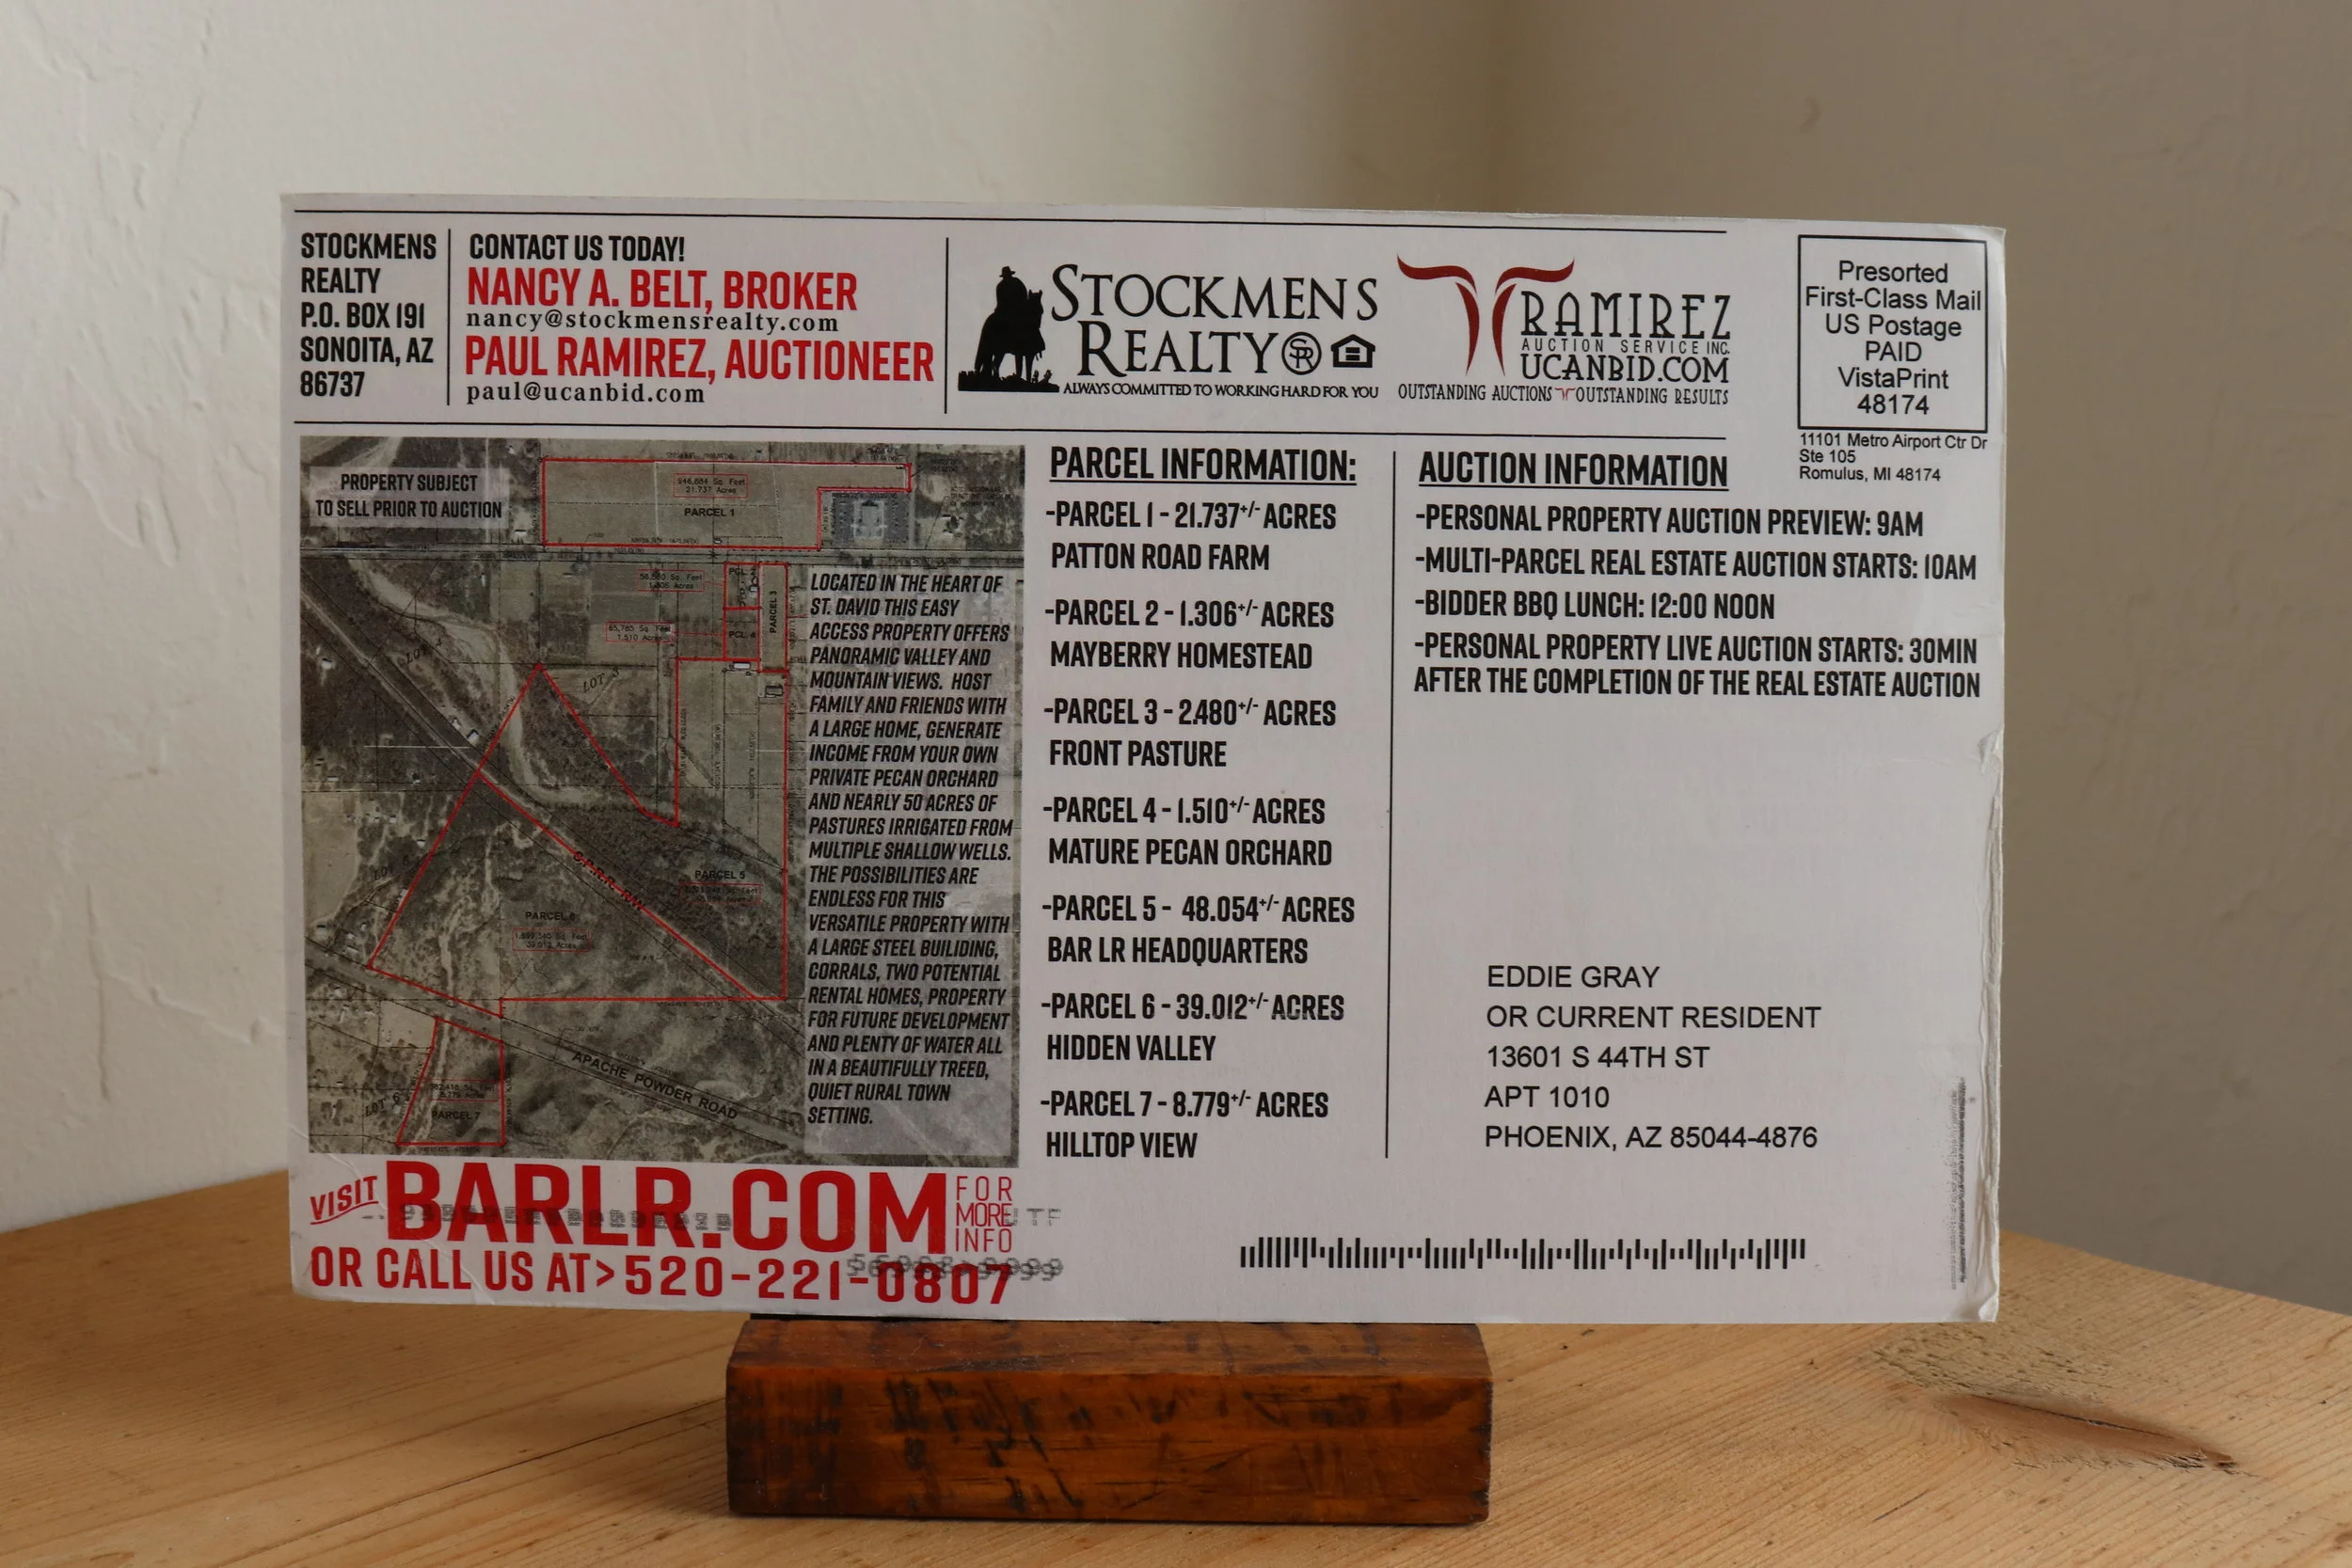 STOCKMENS
REALTY
P.O. BOX 191
SONOITA, AZ
86737
CONTACT US TODAY!
NANCY A. BELT, BROKER
nancy@stockmensrealty.com
PAUL RAMIREZ, AUCTIONEER
paul@ucanbid.com
STOCKMENS
REALTY
ALWAYS COMMITTED TO WORKING HARD FOR YOU
RAMIREZ
AUCTION SERVICE INC.
UCANBID.COM
OUTSTANDING AUCTIONS OUTSTANDING RESULTS
Presorted
First-Class Mail
US Postage
PAID
VistaPrint
48174
11101 Metro Airport Ctr Dr
Ste 105
Romulus, MI 48174
PROPERTY SUBJECT
TO SELL PRIOR TO AUCTION
21.737 Acres
PARCEL 1
PARCEL 3
PCL 4
LOT 3
PARCEL 5
PARCEL 6
S.P.R.R. R/W
APACHE POWDER ROAD
PARCEL 7
LOCATED IN THE HEART OF
ST. DAVID THIS EASY
ACCESS PROPERTY OFFERS
PANORAMIC VALLEY AND
MOUNTAIN VIEWS. HOST
FAMILY AND FRIENDS WITH
A LARGE HOME, GENERATE
INCOME FROM YOUR OWN
PRIVATE PECAN ORCHARD
AND NEARLY 50 ACRES OF
PASTURES IRRIGATED FROM
MULTIPLE SHALLOW WELLS.
THE POSSIBILITIES ARE
ENDLESS FOR THIS
VERSATILE PROPERTY WITH
A LARGE STEEL BUILIDING,
CORRALS, TWO POTENTIAL
RENTAL HOMES, PROPERTY
FOR FUTURE DEVELOPMENT
AND PLENTY OF WATER ALL
IN A BEAUTIFULLY TREED,
QUIET RURAL TOWN
SETTING.
PARCEL INFORMATION:
-PARCEL 1 - 21.737+/- ACRES
PATTON ROAD FARM
-PARCEL 2 - 1.306+/- ACRES
MAYBERRY HOMESTEAD
-PARCEL 3 - 2.480+/- ACRES
FRONT PASTURE
-PARCEL 4 - 1.510+/- ACRES
MATURE PECAN ORCHARD
-PARCEL 5 - 48.054+/- ACRES
BAR LR HEADQUARTERS
-PARCEL 6 - 39.012+/- ACRES
HIDDEN VALLEY
-PARCEL 7 - 8.779+/- ACRES
HILLTOP VIEW
AUCTION INFORMATION
-PERSONAL PROPERTY AUCTION PREVIEW: 9AM
-MULTI-PARCEL REAL ESTATE AUCTION STARTS: 10AM
-BIDDER BBQ LUNCH: 12:00 NOON
-PERSONAL PROPERTY LIVE AUCTION STARTS: 30MIN
AFTER THE COMPLETION OF THE REAL ESTATE AUCTION
EDDIE GRAY
OR CURRENT RESIDENT
13601 S 44TH ST
APT 1010
PHOENIX, AZ 85044-4876
VISIT BARLR.COM FOR MORE INFO
OR CALL US AT>520-221-0807